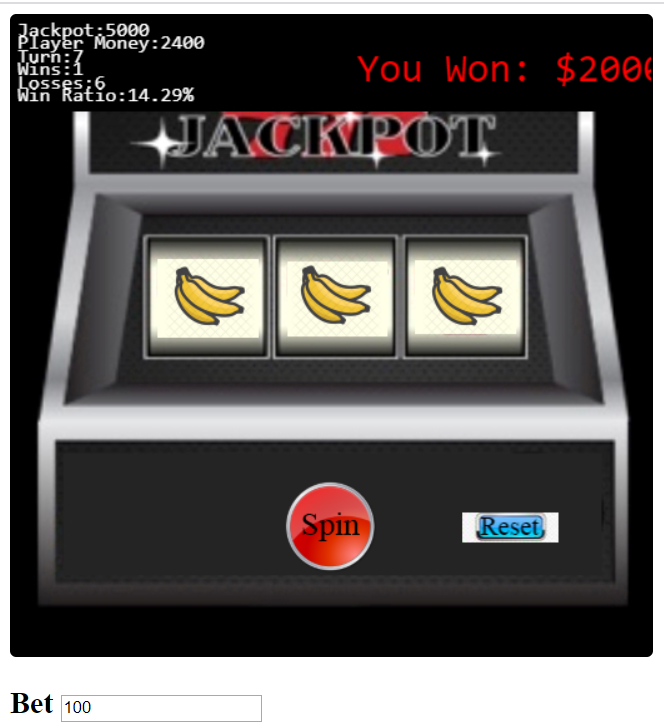 Jackpot:5000
Player Money:2400
Turn:7
Wins:1
Losses:6
Win Ratio:14.29%
You Won: $2000
JACKPOT
Spin
Reset
Bet 100